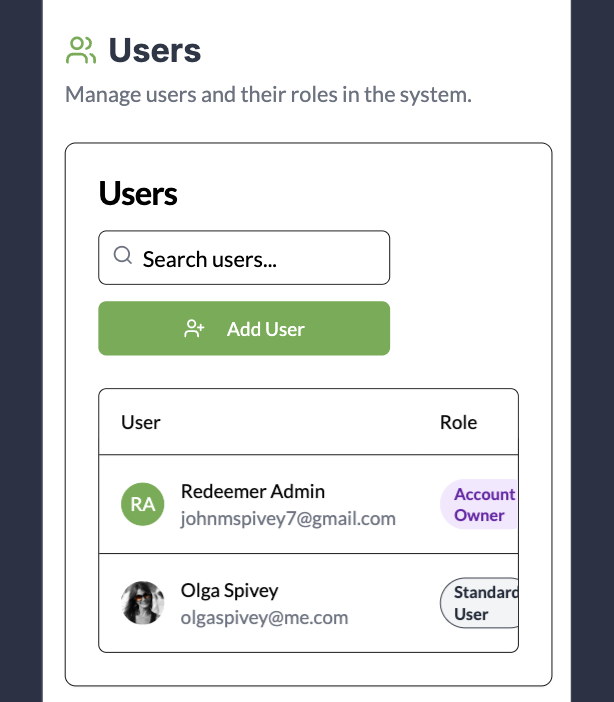 Users
Manage users and their roles in the system.
Users
Search users...
Add User
User Role
RA Redeemer Admin Account
johnmspivey7@gmail.com Owner
Olga Spivey Standard
olgaspivey@me.com User